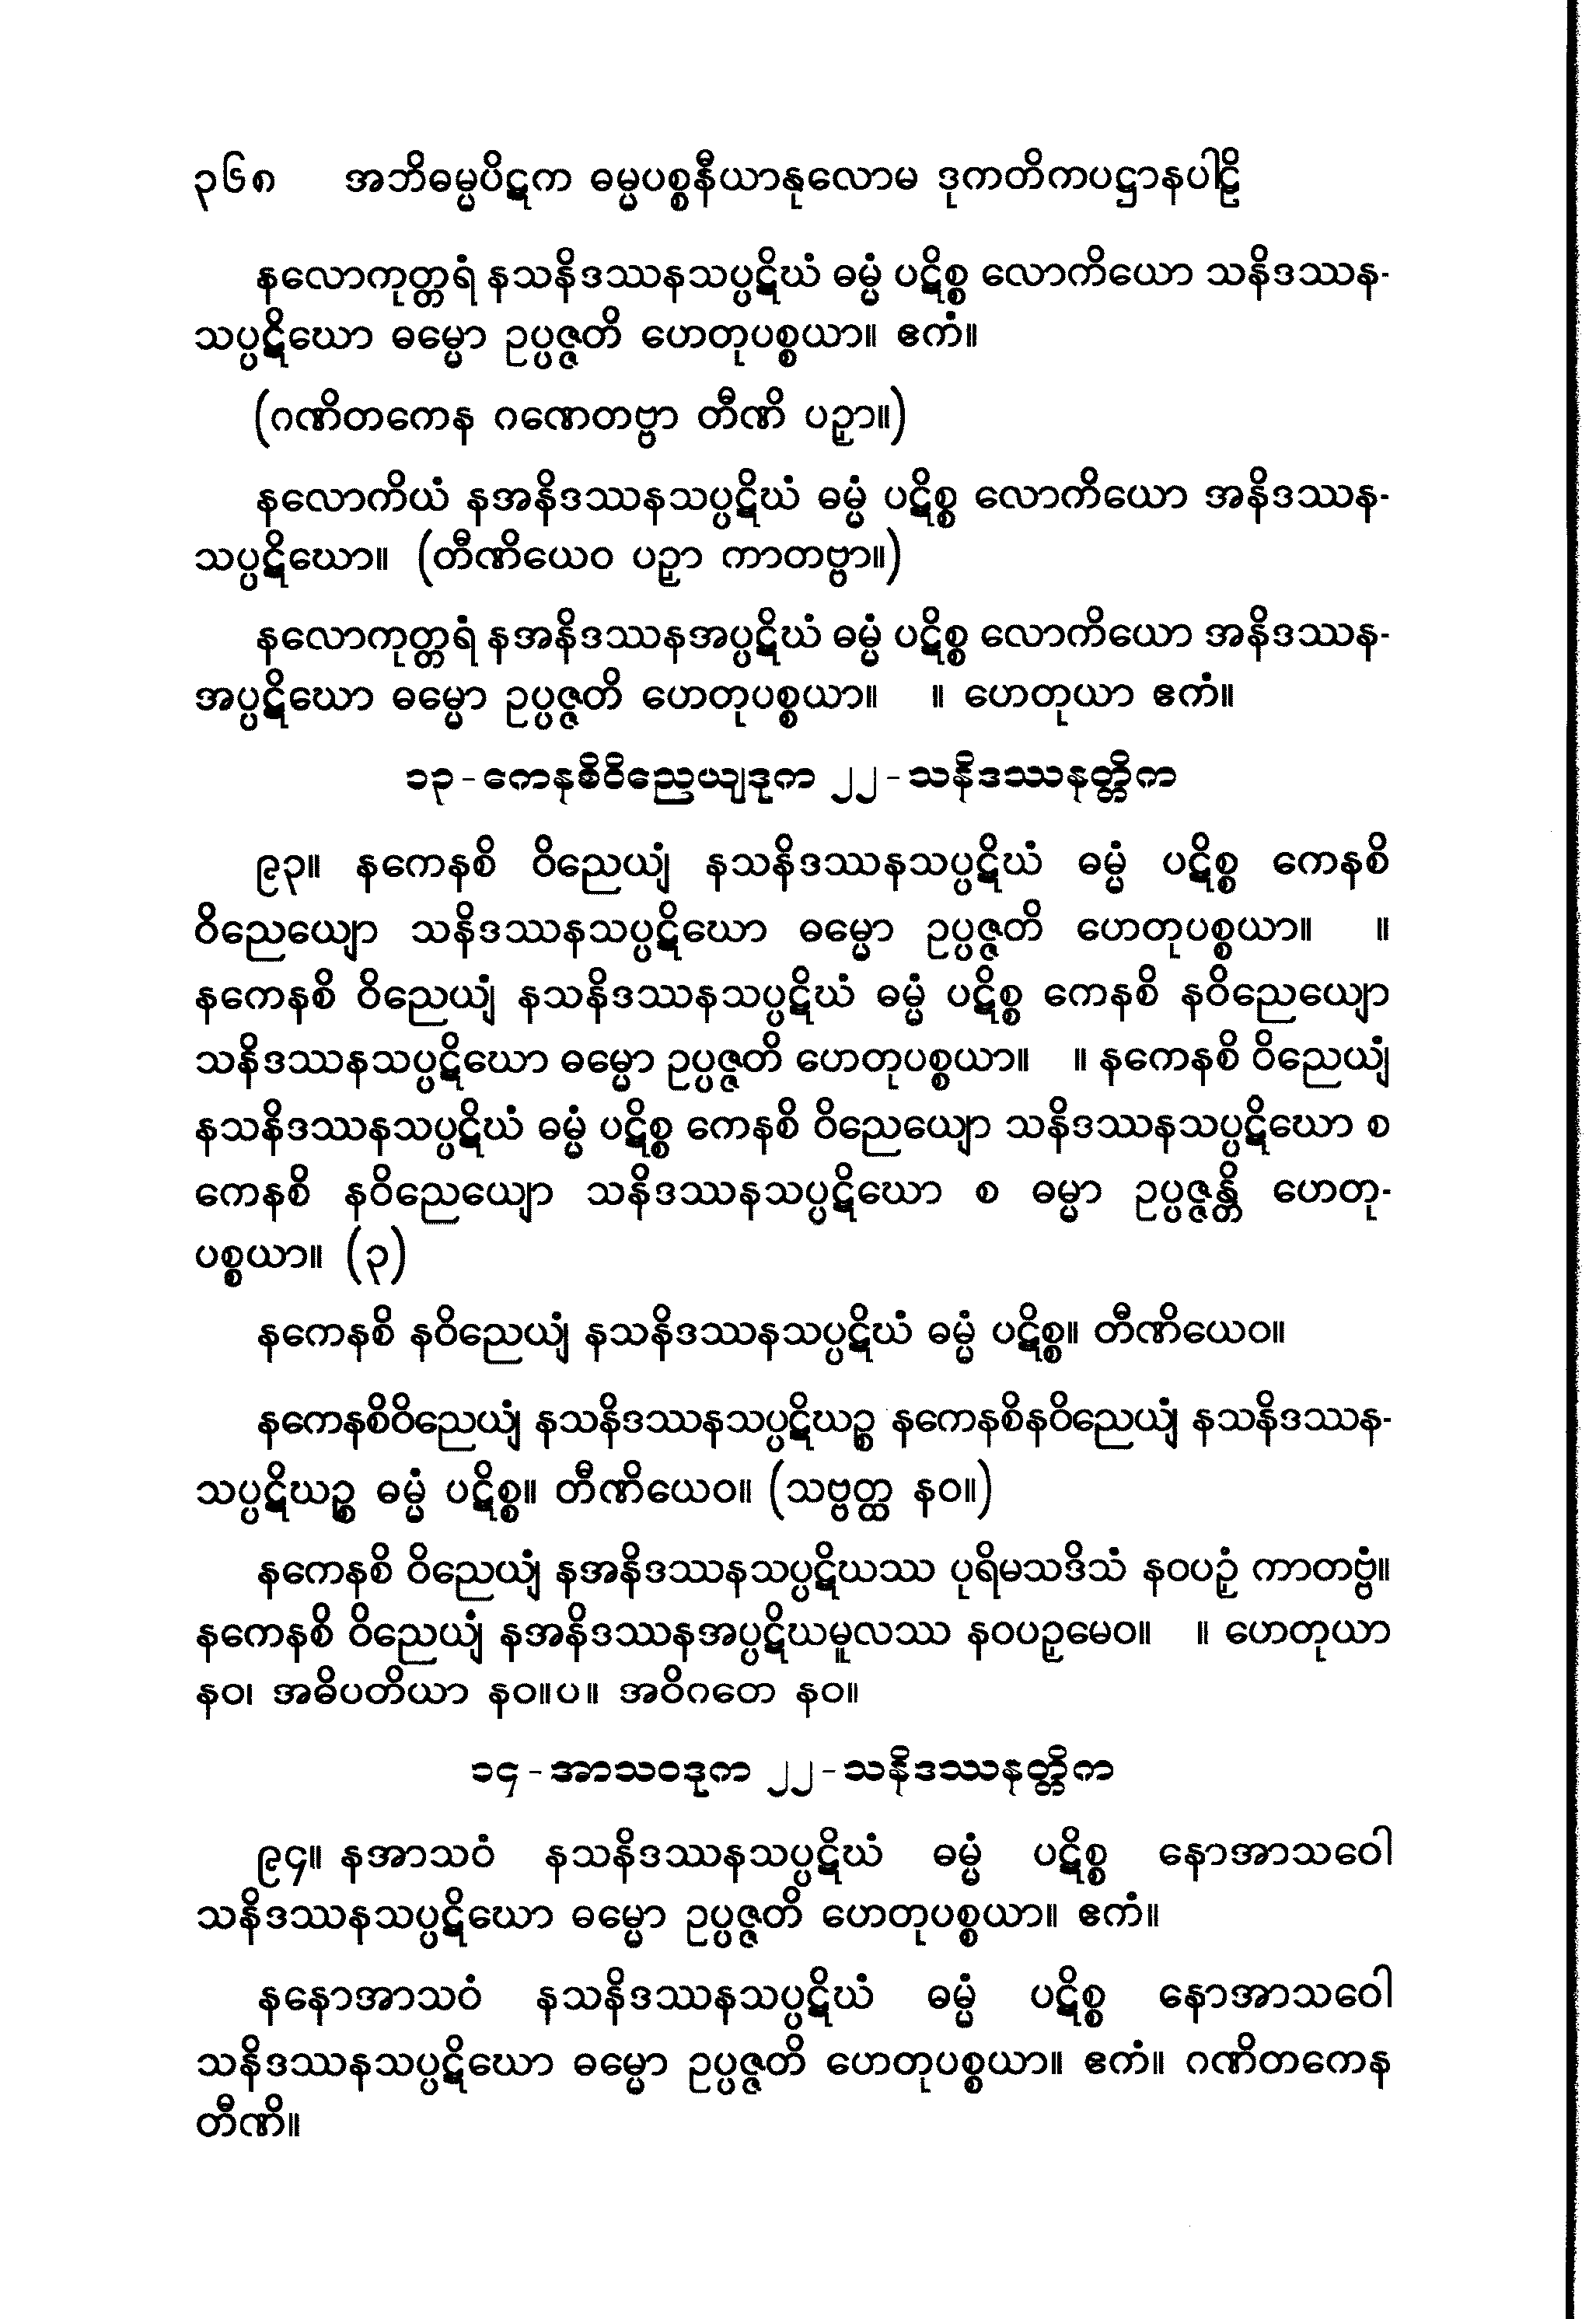 ၃၆၈ အဘိဓမ္မပိဋက ဓမ္မပစ္စနီယာနုလောမ ဒုကတိကပဋ္ဌာနပါဠိ
နလောကုတ္တရံ နသနိဒဿနသပ္ပဋိဃံ ဓမ္မံ ပဋိစ္စ လောကိယော သနိဒဿန-
သပ္ပဋိဃော ဓမ္မော ဥပ္ပဇ္ဇတိ ဟေတုပစ္စယာ။ ဧကံ။
(ဂဏိတကေန ဂဏေတဗ္ဗာ တီဏိ ပဉှာ။)
နလောကိယံ နအနိဒဿနသပ္ပဋိဃံ ဓမ္မံ ပဋိစ္စ လောကိယော အနိဒဿန-
သပ္ပဋိဃော။ (တီဏိယေဝ ပဉှာ ကာတဗ္ဗာ။)
နလောကုတ္တရံ နအနိဒဿနအပ္ပဋိဃံ ဓမ္မံ ပဋိစ္စ လောကိယော အနိဒဿန-
အပ္ပဋိဃော ဓမ္မော ဥပ္ပဇ္ဇတိ ဟေတုပစ္စယာ။ ။ ဟေတုယာ ဧကံ။
၁၃-ကေနစိဝိညေယျဒုက ၂၂-သနိဒဿနတ္တိက
၉၃။ နကေနစိ ဝိညေယျံ နသနိဒဿနသပ္ပဋိဃံ ဓမ္မံ ပဋိစ္စ ကေနစိ
ဝိညေယျော သနိဒဿနသပ္ပဋိဃော ဓမ္မော ဥပ္ပဇ္ဇတိ ဟေတုပစ္စယာ။ ။
နကေနစိ ဝိညေယျံ နသနိဒဿနသပ္ပဋိဃံ ဓမ္မံ ပဋိစ္စ ကေနစိ နဝိညေယျော
သနိဒဿနသပ္ပဋိဃော ဓမ္မော ဥပ္ပဇ္ဇတိ ဟေတုပစ္စယာ။ ။ နကေနစိ ဝိညေယျံ
နသနိဒဿနသပ္ပဋိဃံ ဓမ္မံ ပဋိစ္စ ကေနစိ ဝိညေယျော သနိဒဿနသပ္ပဋိဃော စ
ကေနစိ နဝိညေယျော သနိဒဿနသပ္ပဋိဃော စ ဓမ္မာ ဥပ္ပဇ္ဇန္တိ ဟေတု-
ပစ္စယာ။ (၃)
နကေနစိ နဝိညေယျံ နသနိဒဿနသပ္ပဋိဃံ ဓမ္မံ ပဋိစ္စ။ တီဏိယေဝ။
နကေနစိဝိညေယျံ နသနိဒဿနသပ္ပဋိဃဉ္စ နကေနစိနဝိညေယျံ နသနိဒဿန-
သပ္ပဋိဃဉ္စ ဓမ္မံ ပဋိစ္စ။ တီဏိယေဝ။ (သဗ္ဗတ္ထ နဝ။)
နကေနစိ ဝိညေယျံ နအနိဒဿနသပ္ပဋိဃဿ ပုရိမသဒိသံ နဝပဉှံ ကာတဗ္ဗံ။
နကေနစိ ဝိညေယျံ နအနိဒဿနအပ္ပဋိဃမူလဿ နဝပဉှမေဝ။ ။ ဟေတုယာ
နဝ၊ အဓိပတိယာ နဝ။ပ။ အဝိဂတေ နဝ။
၁၄-အာသဝဒုက ၂၂-သနိဒဿနတ္တိက
၉၄။ နအာသဝံ နသနိဒဿနသပ္ပဋိဃံ ဓမ္မံ ပဋိစ္စ နောအာသဝေါ
သနိဒဿနသပ္ပဋိဃော ဓမ္မော ဥပ္ပဇ္ဇတိ ဟေတုပစ္စယာ။ ဧကံ။
နနောအာသဝံ နသနိဒဿနသပ္ပဋိဃံ ဓမ္မံ ပဋိစ္စ နောအာသဝေါ
သနိဒဿနသပ္ပဋိဃော ဓမ္မော ဥပ္ပဇ္ဇတိ ဟေတုပစ္စယာ။ ဧကံ။ ဂဏိတကေန
တီဏိ။